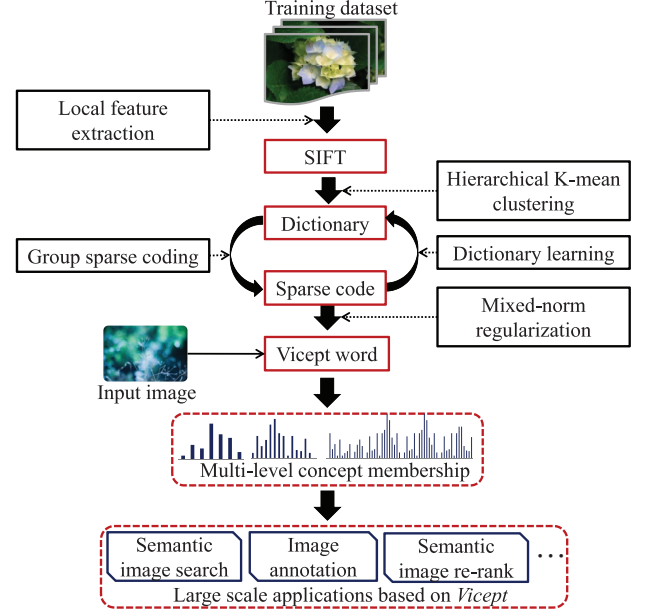 Training dataset
Local feature
extraction
SIFT
Hierarchical K-mean
clustering
Dictionary
Group sparse coding
Dictionary learning
Sparse code
Mixed-norm
regularization
Vicept word
Input image
Multi-level concept membership
Semantic
image search
Image
annotation
Semantic
image re-rank
...
Large scale applications based on Vicept